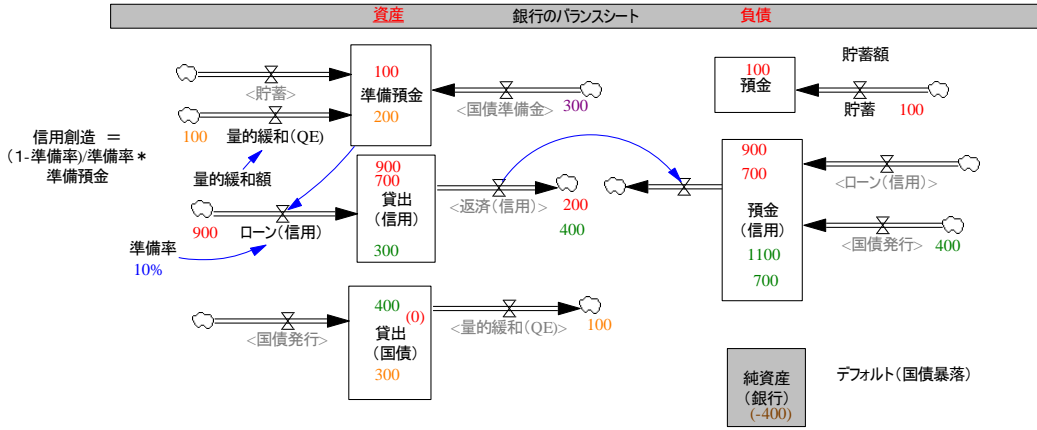 資産 銀行のバランスシート 負債
100
準備預金
200
<貯蓄>
100
量的緩和(QE)
量的緩和額
<国債準備金>
300
信用創造 =
(1-準備率)/準備率*
準備預金
900
700
貸出
(信用)
300
900
ローン(信用)
準備率
10%
<返済(信用)>
200
400
400
(0)
貸出
(国債)
300
<国債発行>
<量的緩和(QE)>
100
100
預金
貯蓄額
貯蓄
100
900
700
預金
(信用)
1100
700
<ローン(信用)>
<国債発行>
400
純資産
(銀行)
(-400)
デフォルト(国債暴落)